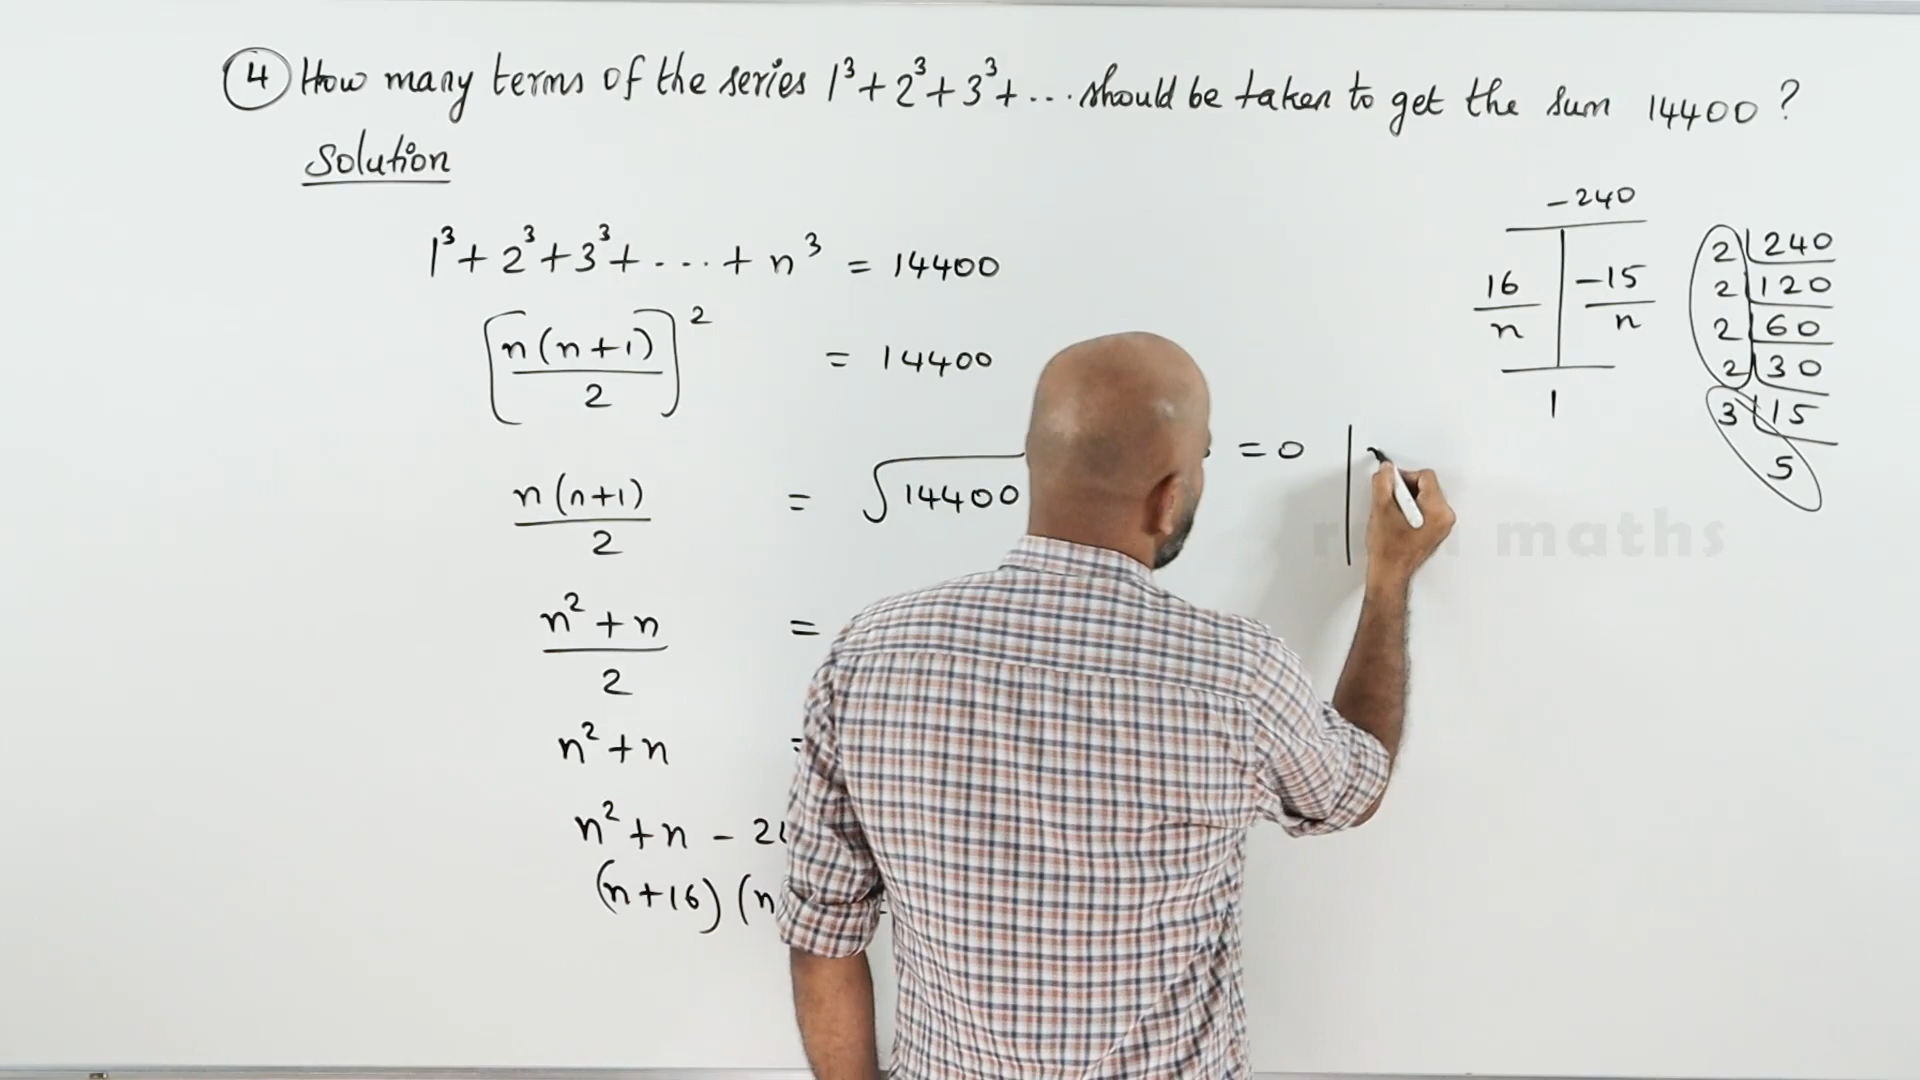 4 How many terms of the series 1³ + 2³ + 3³ + ... should be taken to get the sum 14400 ?
Solution
1³ + 2³ + 3³ + ... + n³ = 14400
[n(n+1)/2]² = 14400
n(n+1)/2 = √14400
n² + n / 2 =
n² + n =
n² + n - 2
(n+16) (n
= 0
-240
16/n | -15/n
1
2 | 240
2 | 120
2 | 60
2 | 30
3 | 15
5
maths